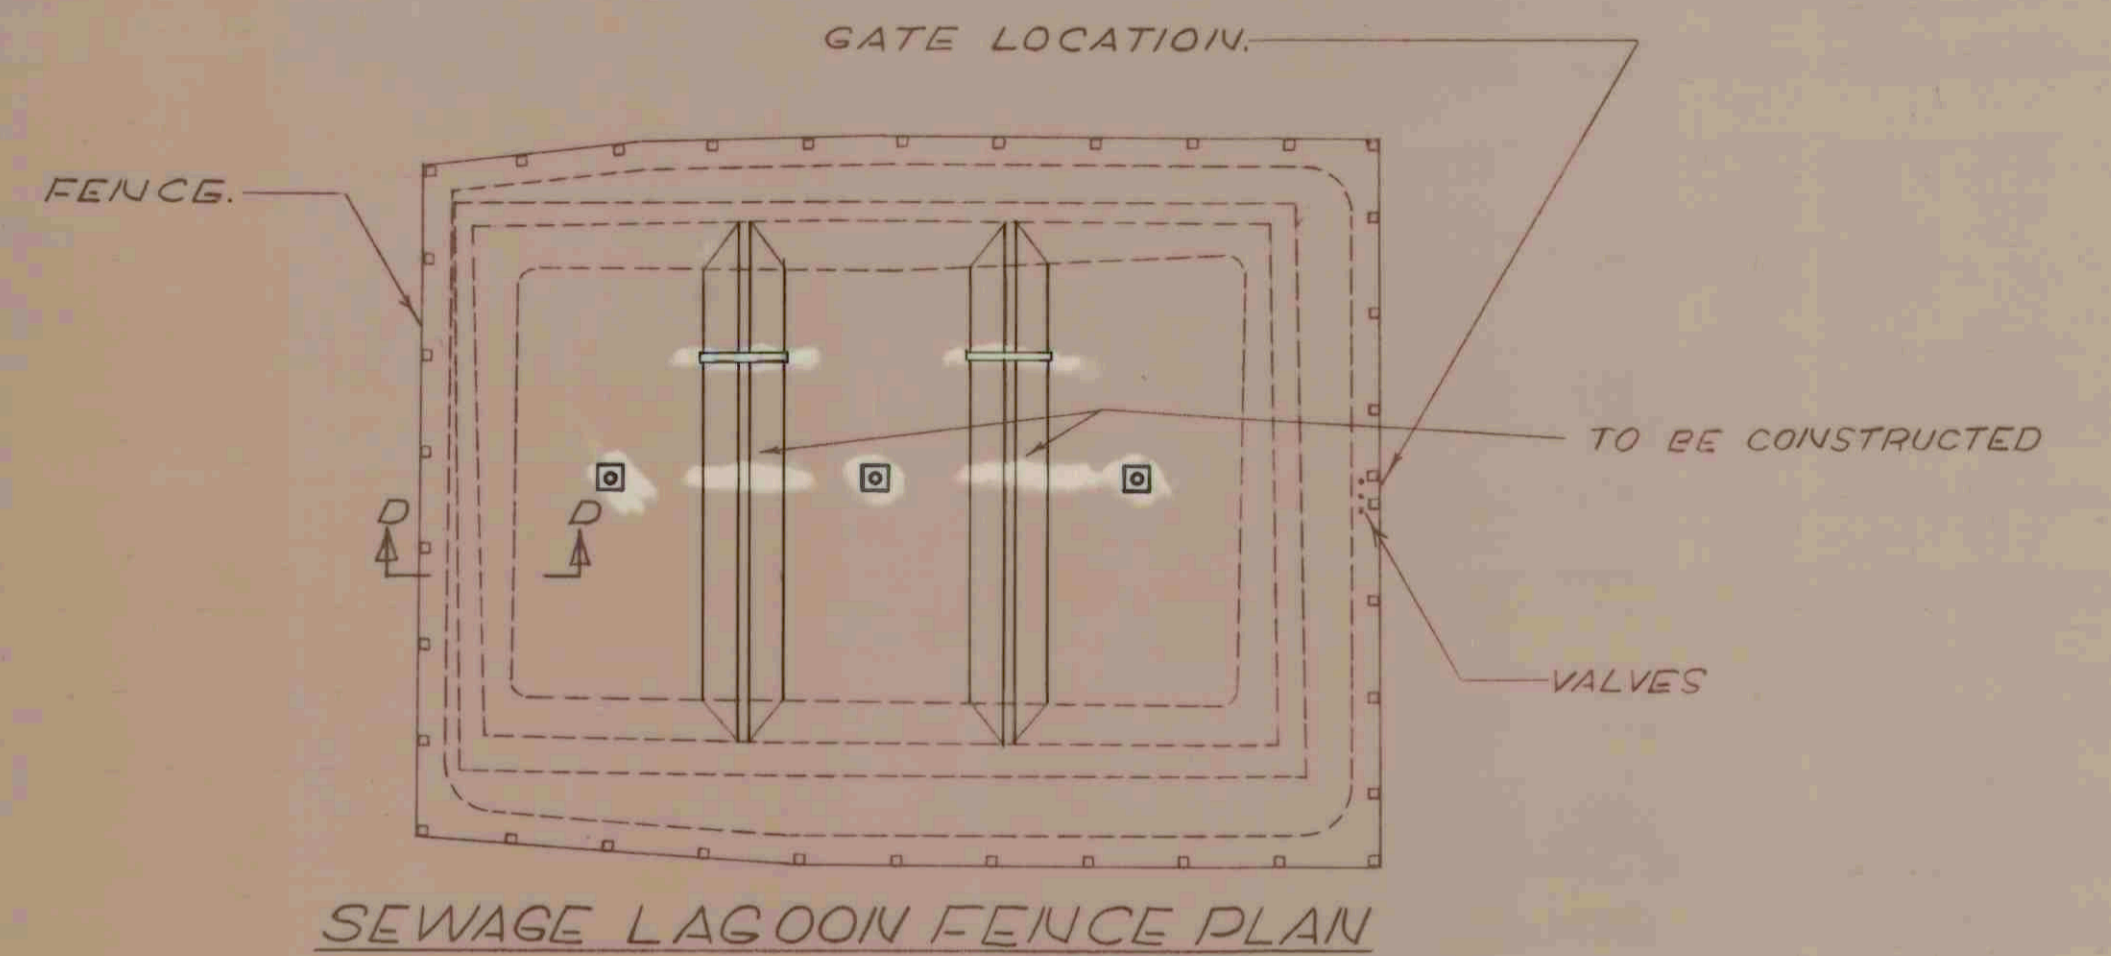 GATE LOCATION.
FENCE.
TO BE CONSTRUCTED
D D
VALVES
SEWAGE LAGOON FENCE PLAN